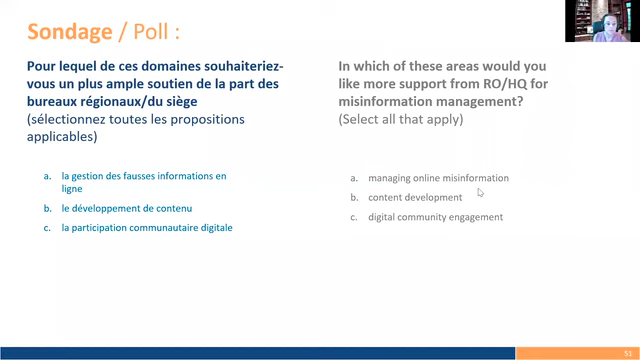 Sondage / Poll :
Pour lequel de ces domaines souhaiteriez-
vous un plus ample soutien de la part des
bureaux régionaux/du siège
(sélectionnez toutes les propositions
applicables)
a. la gestion des fausses informations en
ligne
b. le développement de contenu
c. la participation communautaire digitale
In which of these areas would you
like more support from RO/HQ for
misinformation management?
(Select all that apply)
a. managing online misinformation
b. content development
c. digital community engagement
51